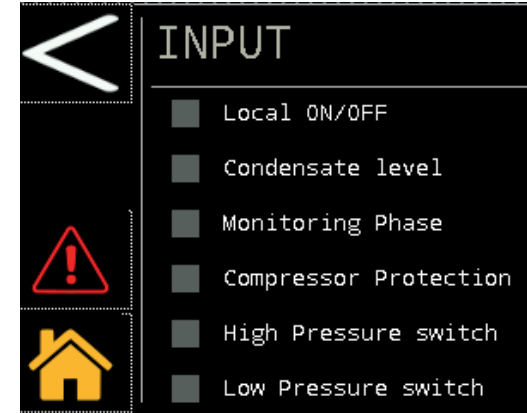 INPUT
Local ON/OFF
Condensate level
Monitoring Phase
Compressor Protection
High Pressure switch
Low Pressure switch